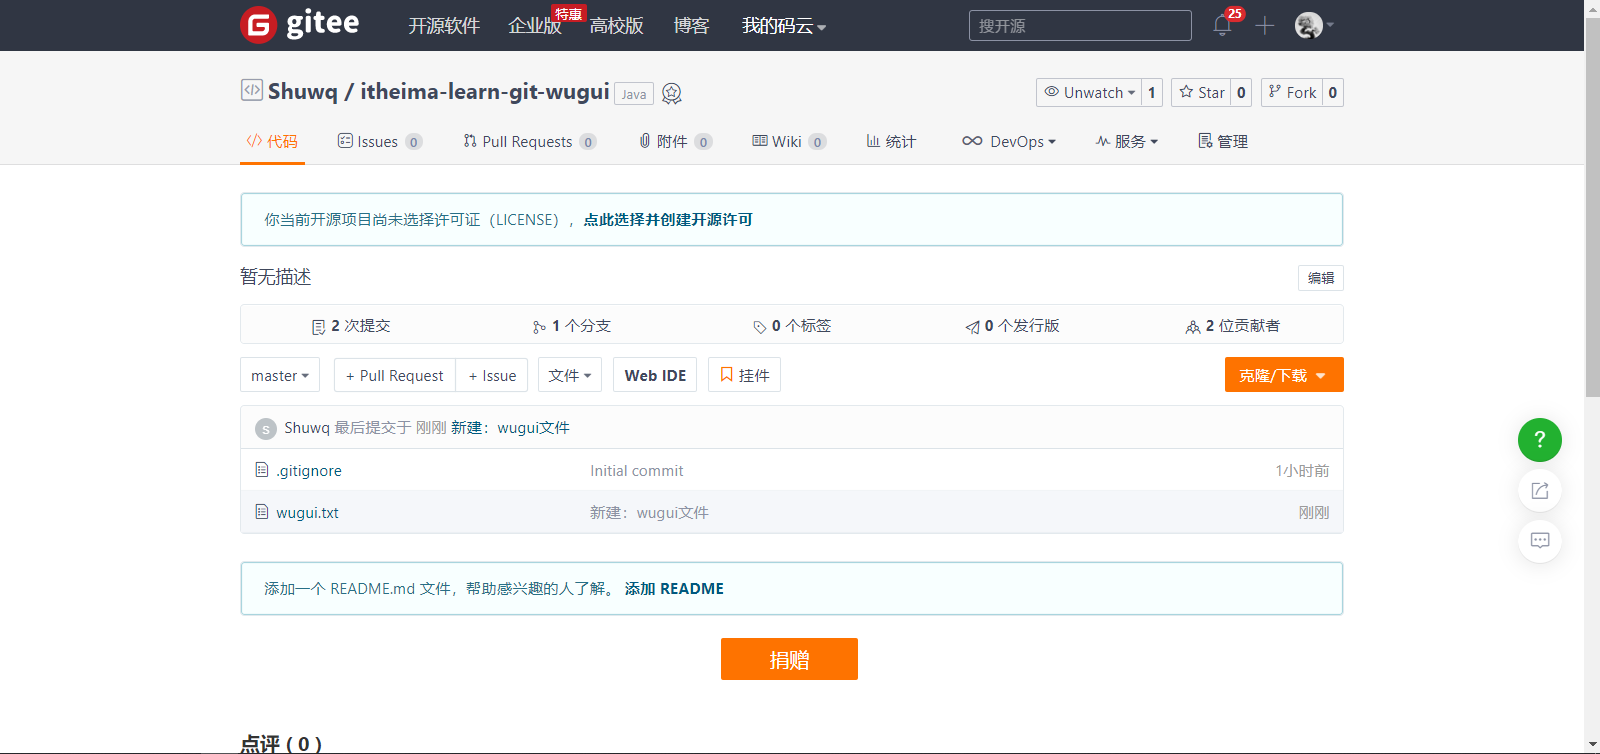 gitee 开源软件 企业版 特惠 高校版 博客 我的码云 搜开源 25
Shuwq / itheima-learn-git-wugui Java Unwatch 1 Star 0 Fork 0
代码 Issues 0 Pull Requests 0 附件 0 Wiki 0 统计 DevOps 服务 管理
你当前开源项目尚未选择许可证（LICENSE），点此选择并创建开源许可
暂无描述 编辑
2 次提交 1 个分支 0 个标签 0 个发行版 2 位贡献者
master + Pull Request + Issue 文件 Web IDE 挂件 克隆/下载
S Shuwq 最后提交于 刚刚 新建：wugui文件
.gitignore Initial commit 1小时前
wugui.txt 新建：wugui文件 刚刚
添加一个 README.md 文件，帮助感兴趣的人了解。 添加 README
捐赠
点评 ( 0 )